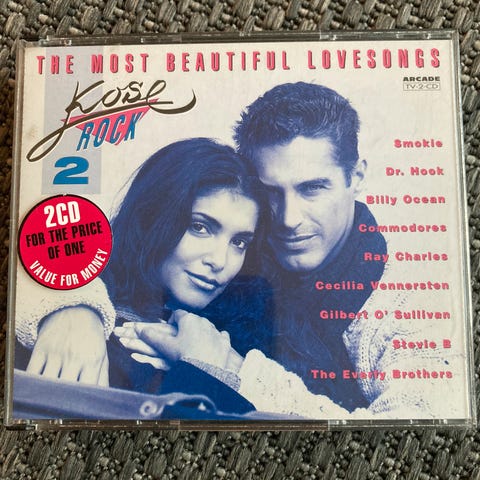 THE MOST BEAUTIFUL LOVESONGS
ARCADE
TV-2-CD
Kose
ROCK
2
2CD
FOR THE PRICE
OF ONE
VALUE FOR MONEY
Smokie
Dr. Hook
Billy Ocean
Commodores
Ray Charles
Cecilia Vennersten
Gilbert O' Sullivan
Stevie B
The Everly Brothers